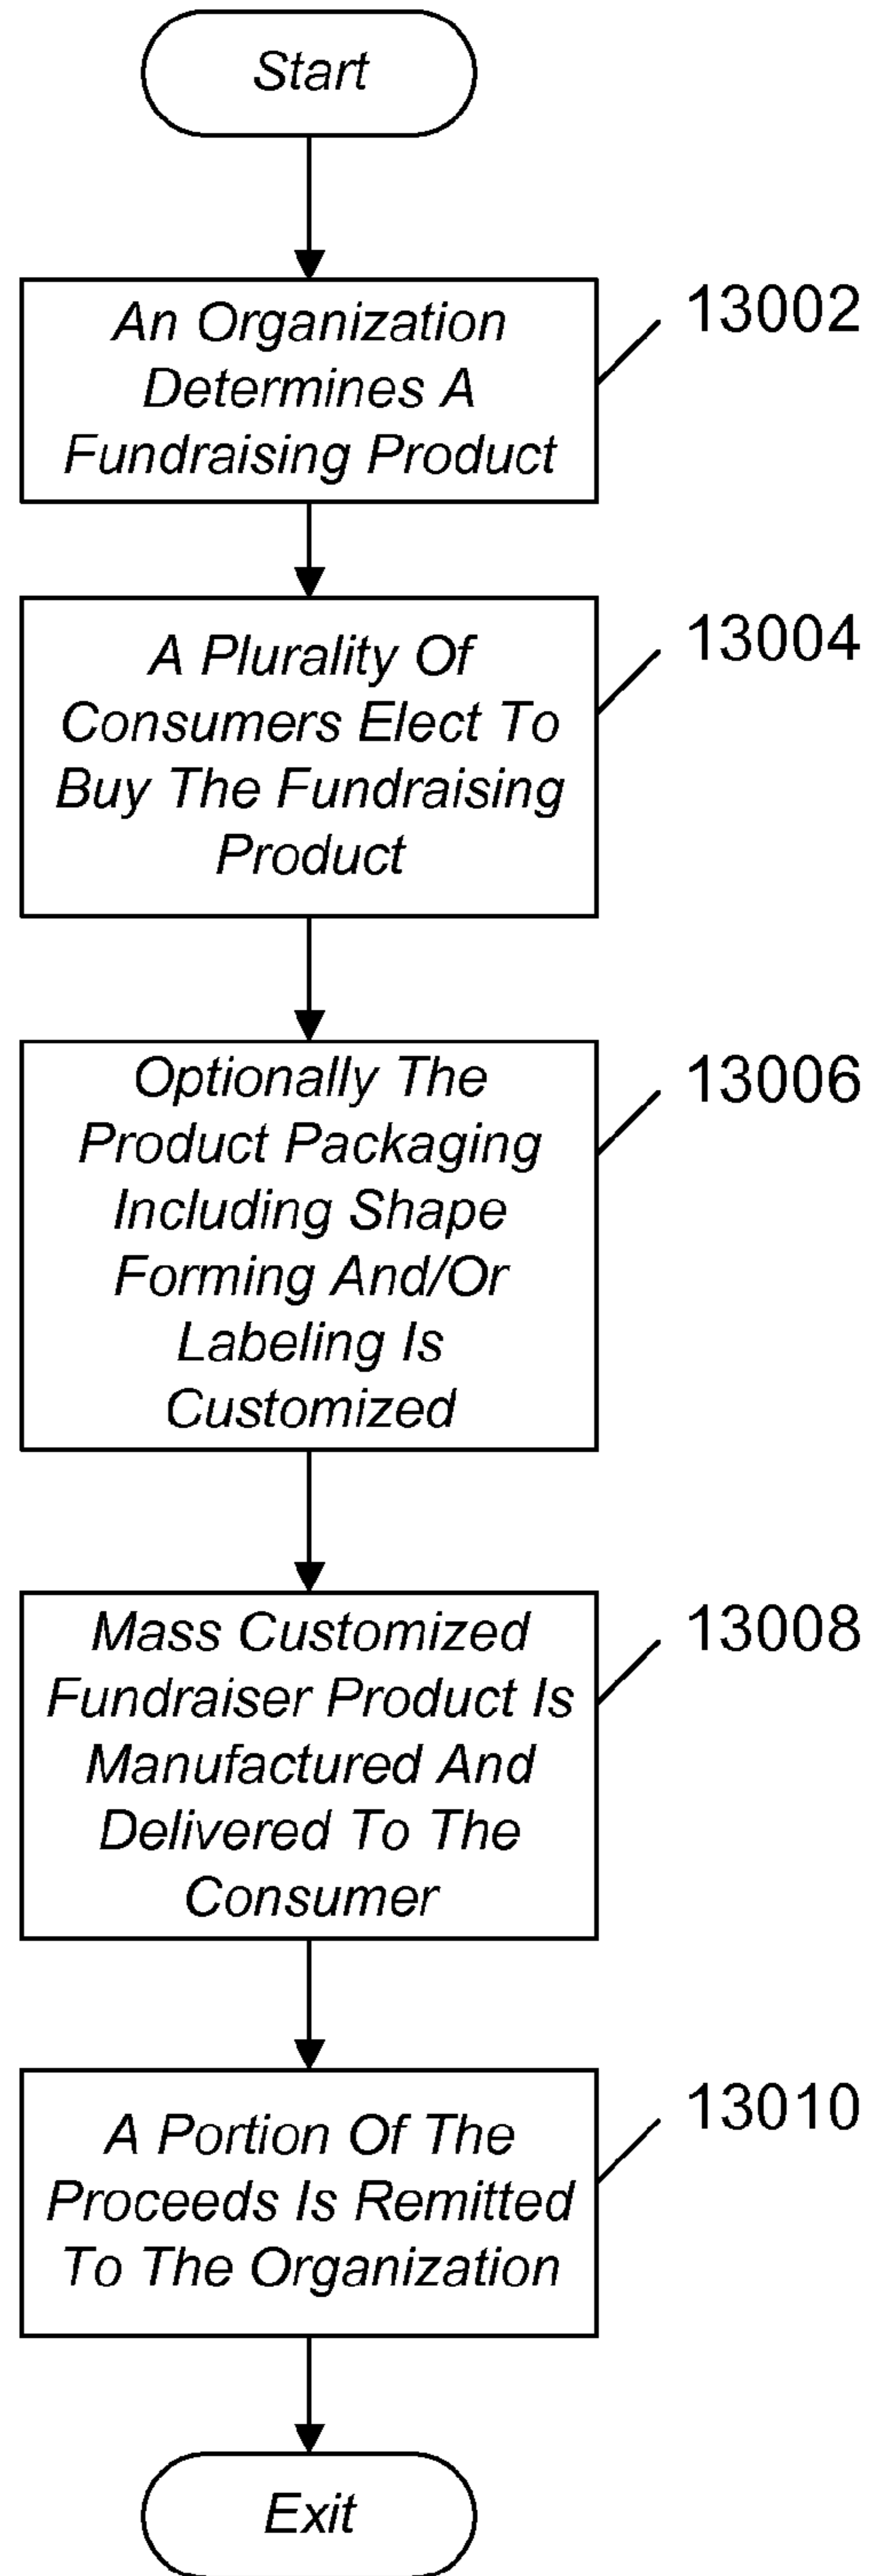 Start
An Organization
Determines A
Fundraising Product
13002
A Plurality Of
Consumers Elect To
Buy The Fundraising
Product
13004
Optionally The
Product Packaging
Including Shape
Forming And/Or
Labeling Is
Customized
13006
Mass Customized
Fundraiser Product Is
Manufactured And
Delivered To The
Consumer
13008
A Portion Of The
Proceeds Is Remitted
To The Organization
13010
Exit